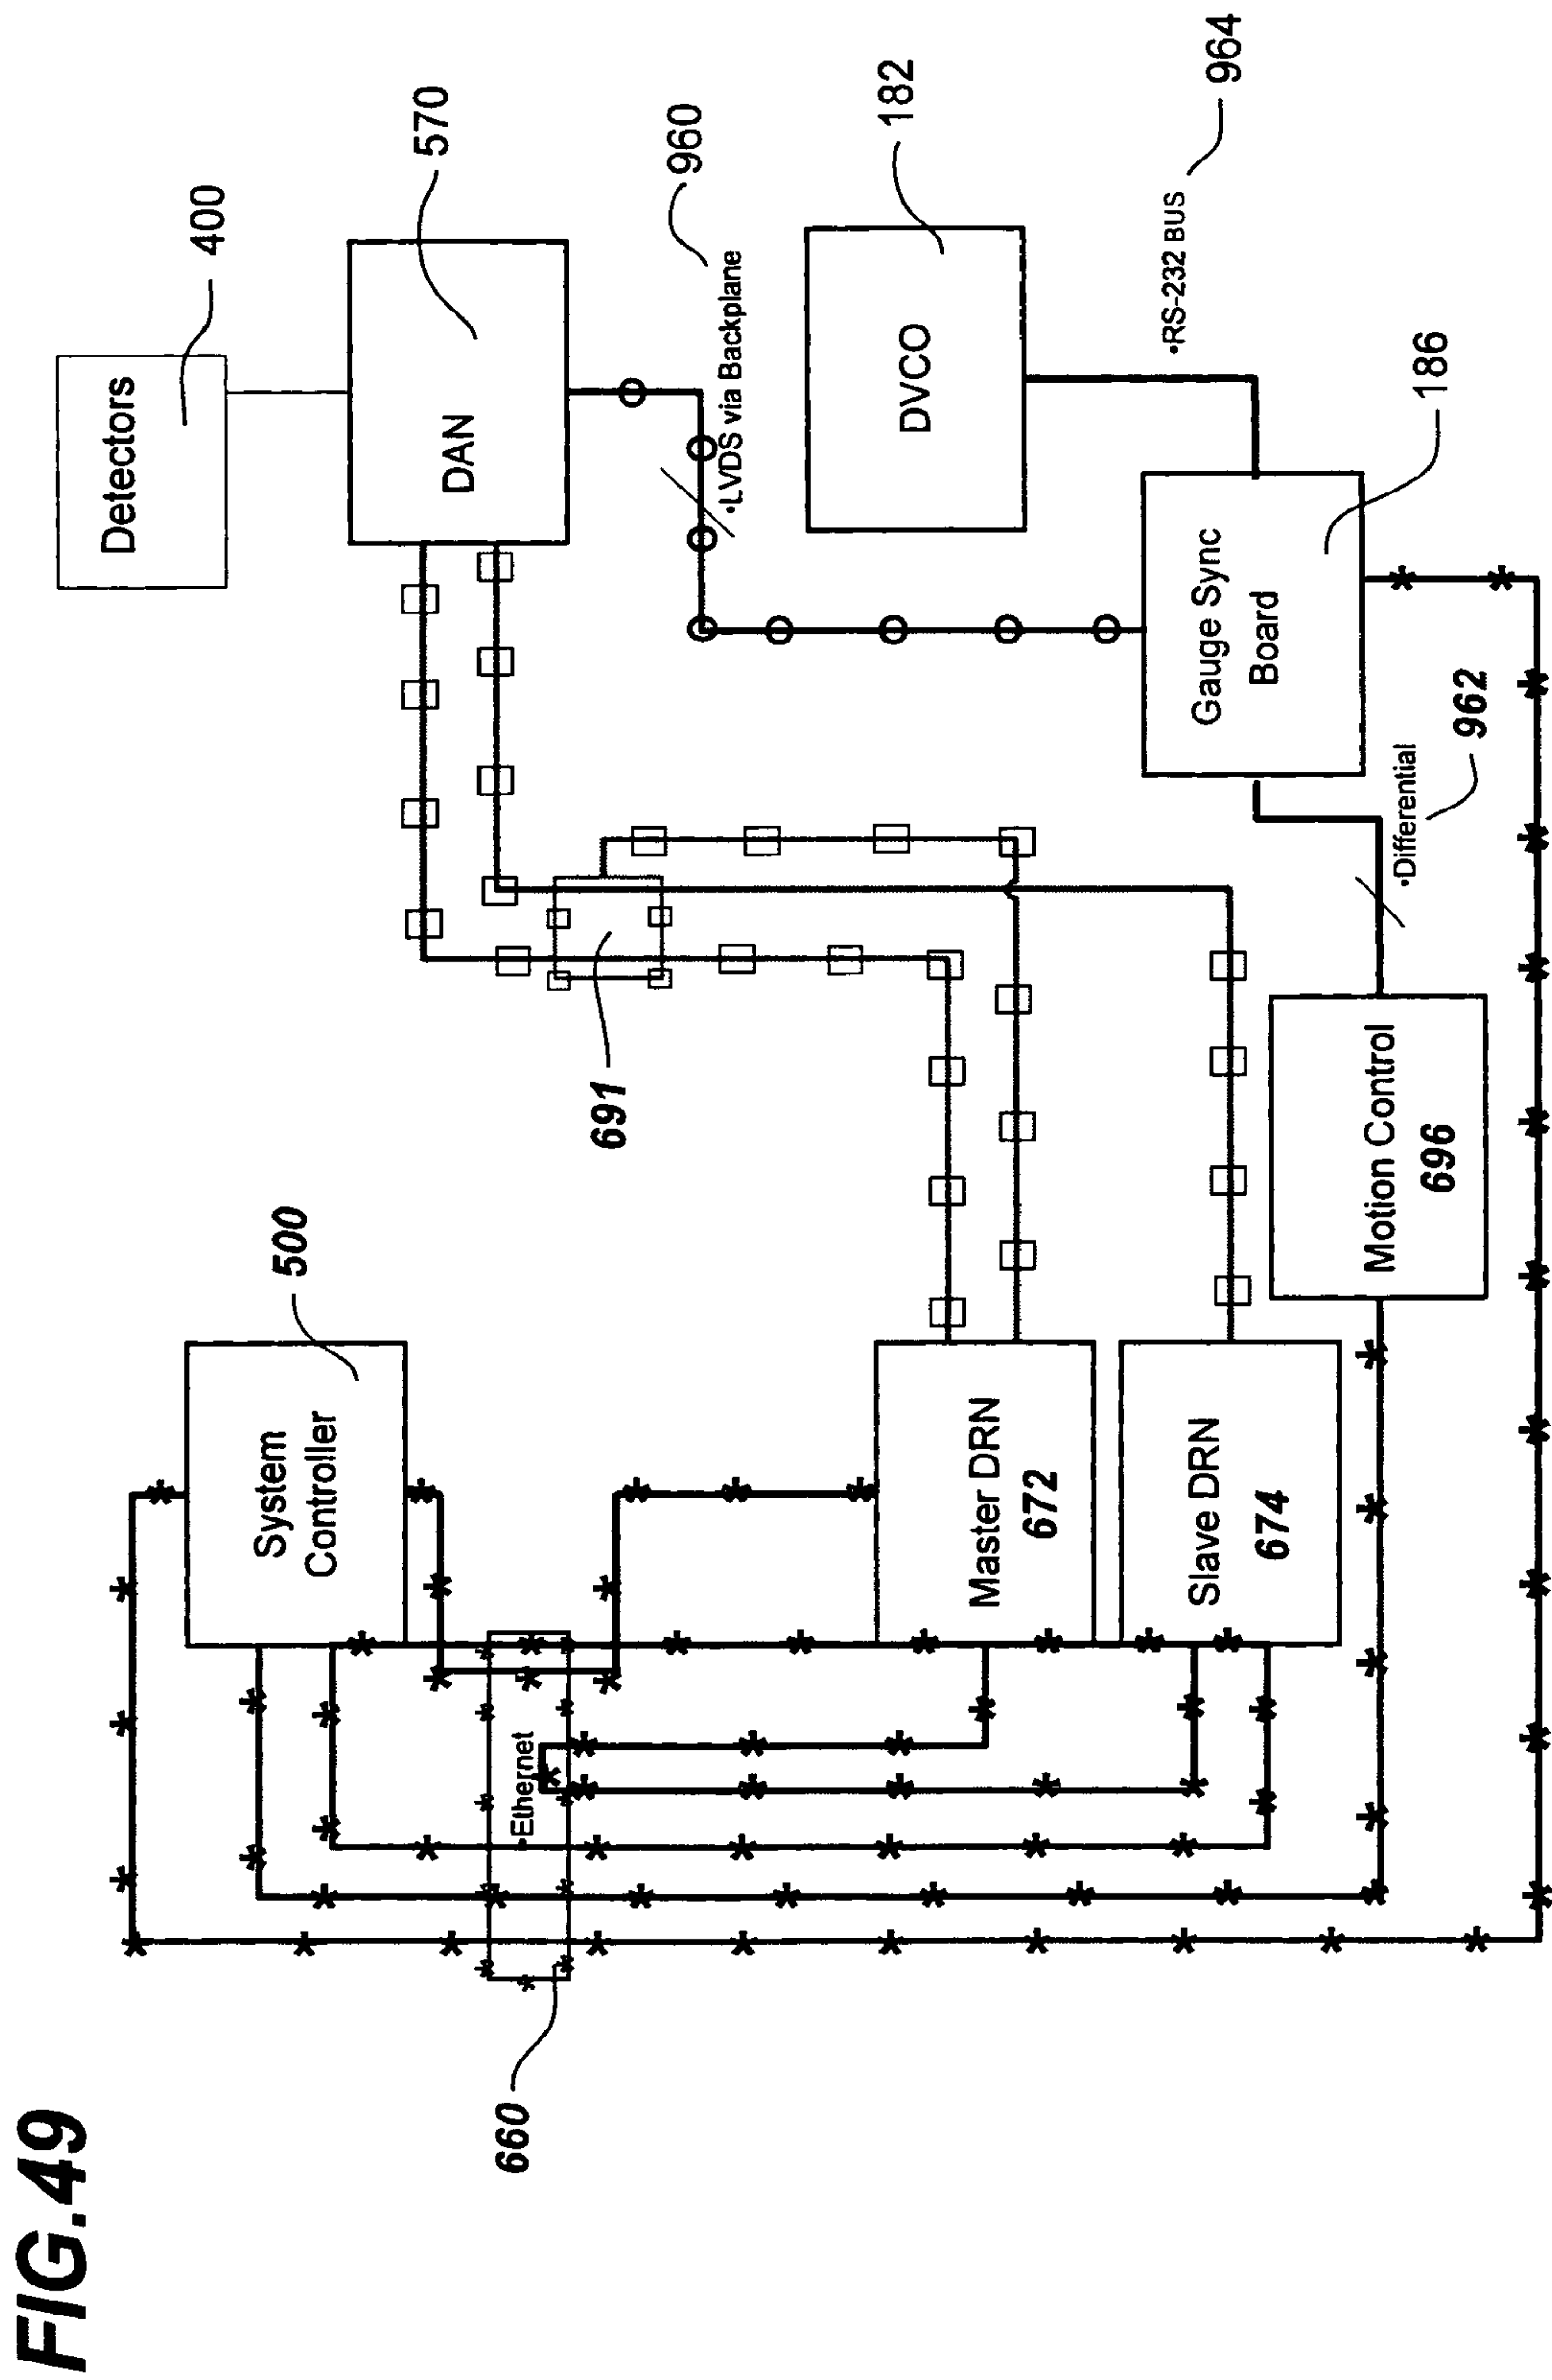 FIG.49
Detectors
400
570
DAN
960
•LVDS via Backplane
182
DVCO
964
•RS-232 BUS
186
Gauge Sync
Board
962
•Differential
691
500
System
Controller
Master DRN
672
Slave DRN
674
Motion Control
696
•Ethernet
660